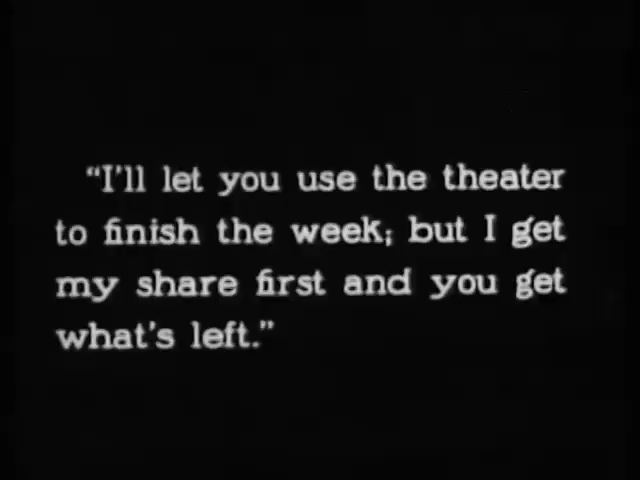 “I'll let you use the theater
to finish the week; but I get
my share first and you get
what's left.”